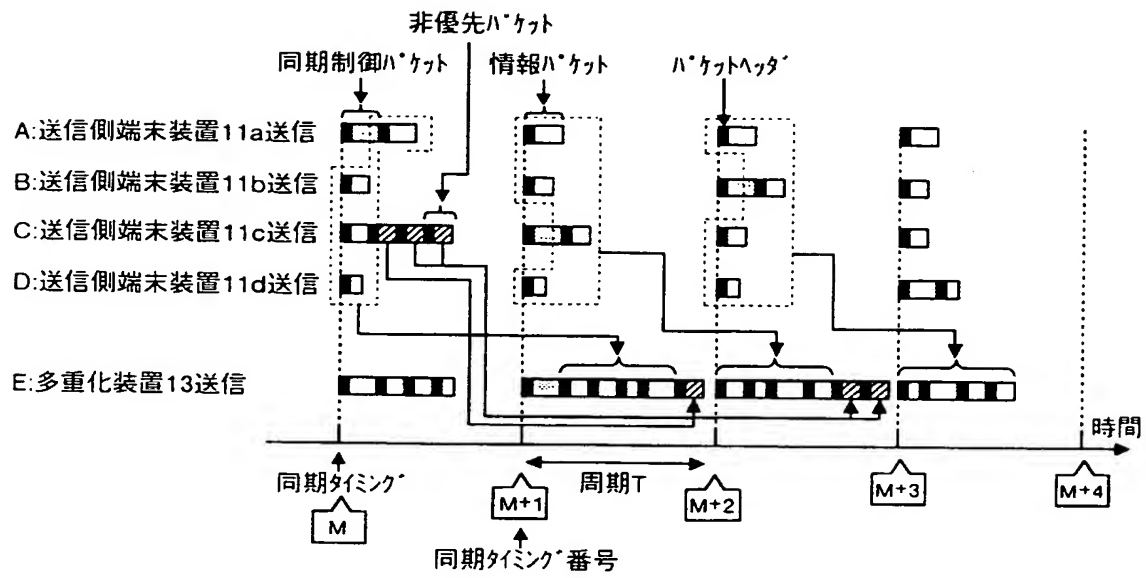 非優先ﾊﾟｹｯﾄ
同期制御ﾊﾟｹｯﾄ
情報ﾊﾟｹｯﾄ
ﾊﾟｹｯﾄﾍｯﾀﾞ
A:送信側端末装置11a送信
B:送信側端末装置11b送信
C:送信側端末装置11c送信
D:送信側端末装置11d送信
E:多重化装置13送信
時間
同期ﾀｲﾐﾝｸﾞ
周期T
M
M+1
M+2
M+3
M+4
同期ﾀｲﾐﾝｸﾞ番号